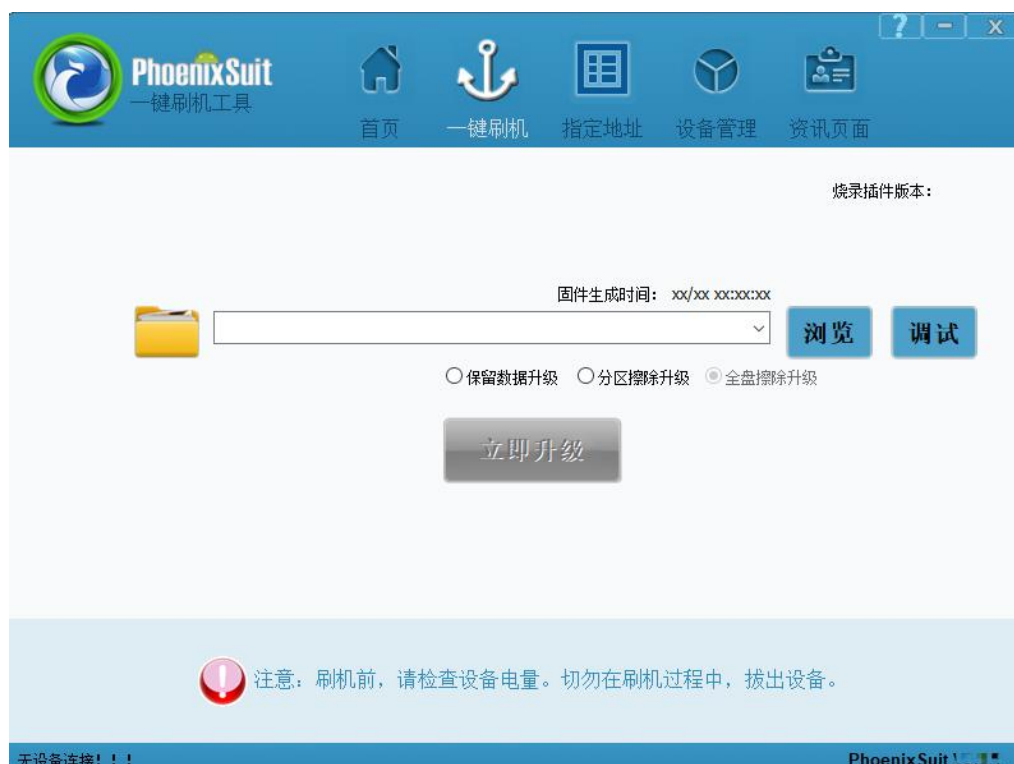 ? - x
PhoenixSuit
一键刷机工具
首页 一键刷机 指定地址 设备管理 资讯页面
烧录插件版本：
固件生成时间： xx/xx xx:xx:xx
浏览 调试
保留数据升级 分区擦除升级 全盘擦除升级
立即升级
注意：刷机前，请检查设备电量。切勿在刷机过程中，拔出设备。
无设备连接！！！ PhoenixSuit